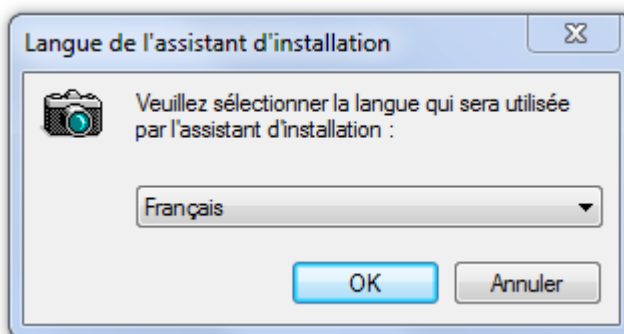 Langue de l'assistant d'installation
Veuillez sélectionner la langue qui sera utilisée
par l'assistant d'installation :
Français
OK Annuler